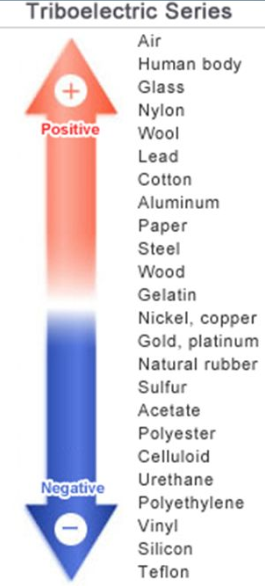 Triboelectric Series
+
Positive
Air
Human body
Glass
Nylon
Wool
Lead
Cotton
Aluminum
Paper
Steel
Wood
Gelatin
Nickel, copper
Gold, platinum
Natural rubber
Sulfur
Acetate
Polyester
Celluloid
Urethane
Polyethylene
Vinyl
Silicon
Teflon
Negative
−